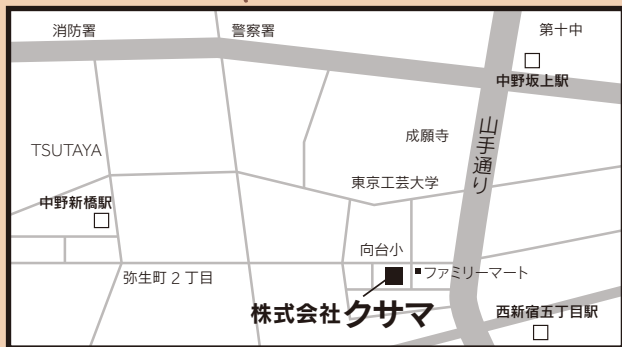 消防署
警察署
第十中
中野坂上駅
山手通り
成願寺
TSUTAYA
東京工芸大学
中野新橋駅
向台小
ファミリーマート
弥生町 2 丁目
株式会社クサマ
西新宿五丁目駅